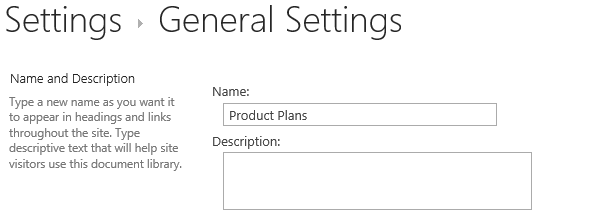 Settings ▸ General Settings
Name and Description
Type a new name as you want it
to appear in headings and links
throughout the site. Type
descriptive text that will help site
visitors use this document library.
Name:
Product Plans
Description: